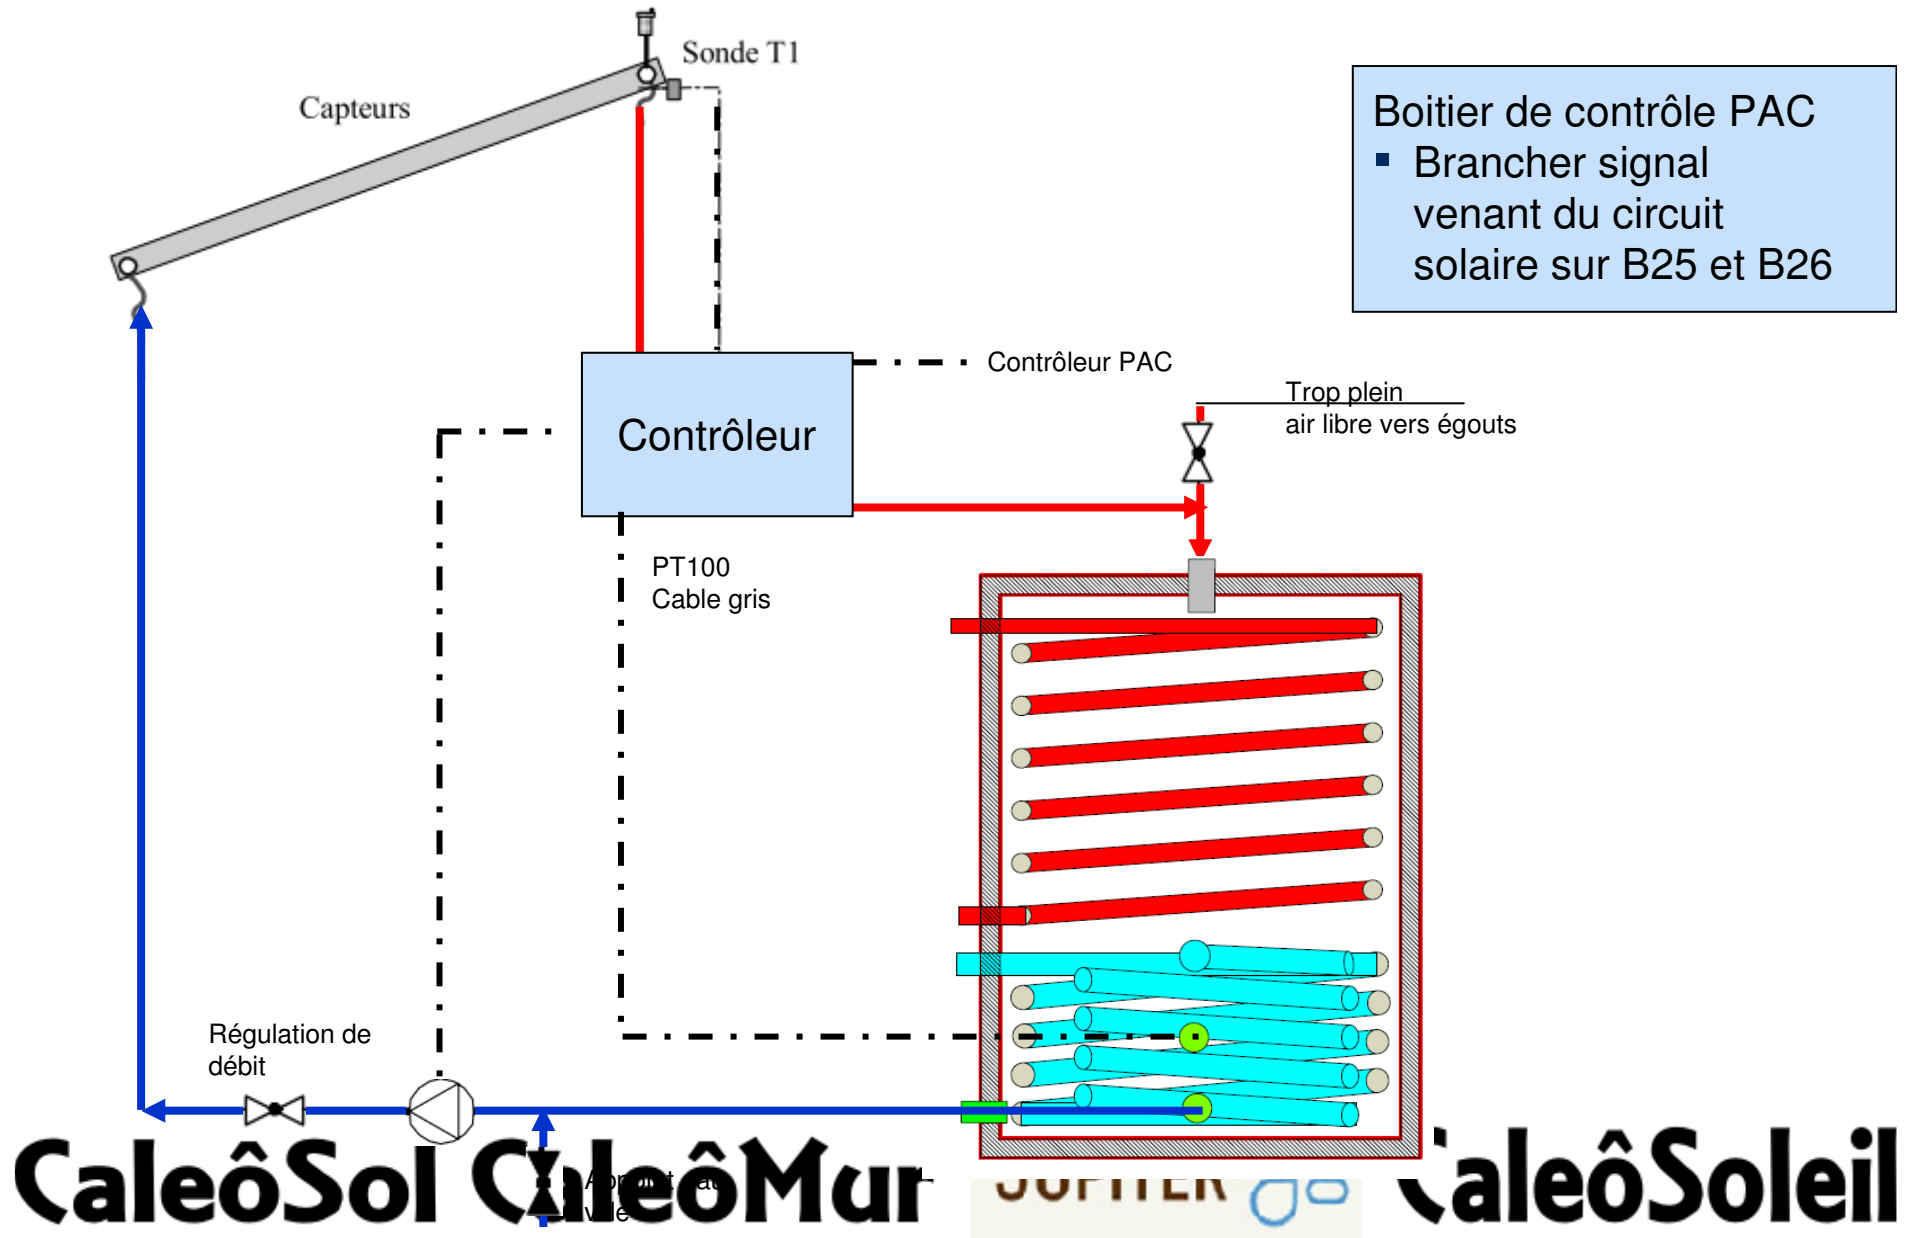 Sonde T1
Capteurs
Boitier de contrôle PAC
▪ Brancher signal
venant du circuit
solaire sur B25 et B26
Contrôleur PAC
Trop plein
air libre vers égouts
Contrôleur
PT100
Cable gris
Régulation de
débit
CaleôSol
CaleôMur
JUPITER
CaleôSoleil